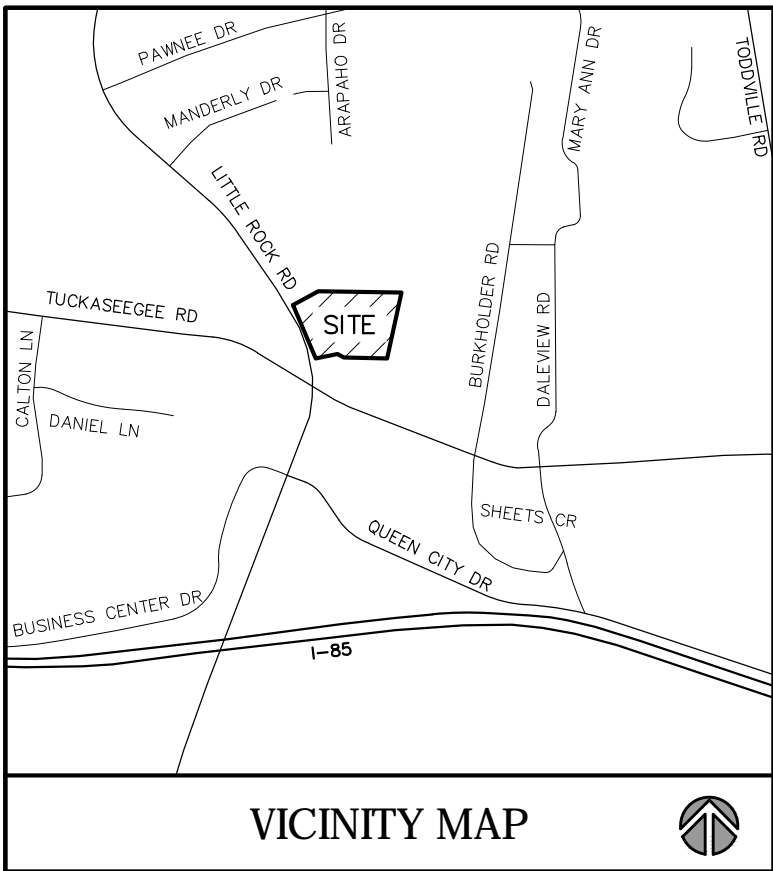 PAWNEE DR
ARAPAHO DR
MARY ANN DR
TODDVILLE RD
MANDERLY DR
LITTLE ROCK RD
TUCKASEEGEE RD
SITE
BURKHOLDER RD
DALEVIEW RD
CALTON LN
DANIEL LN
SHEETS CR
QUEEN CITY DR
BUSINESS CENTER DR
I-85
VICINITY MAP